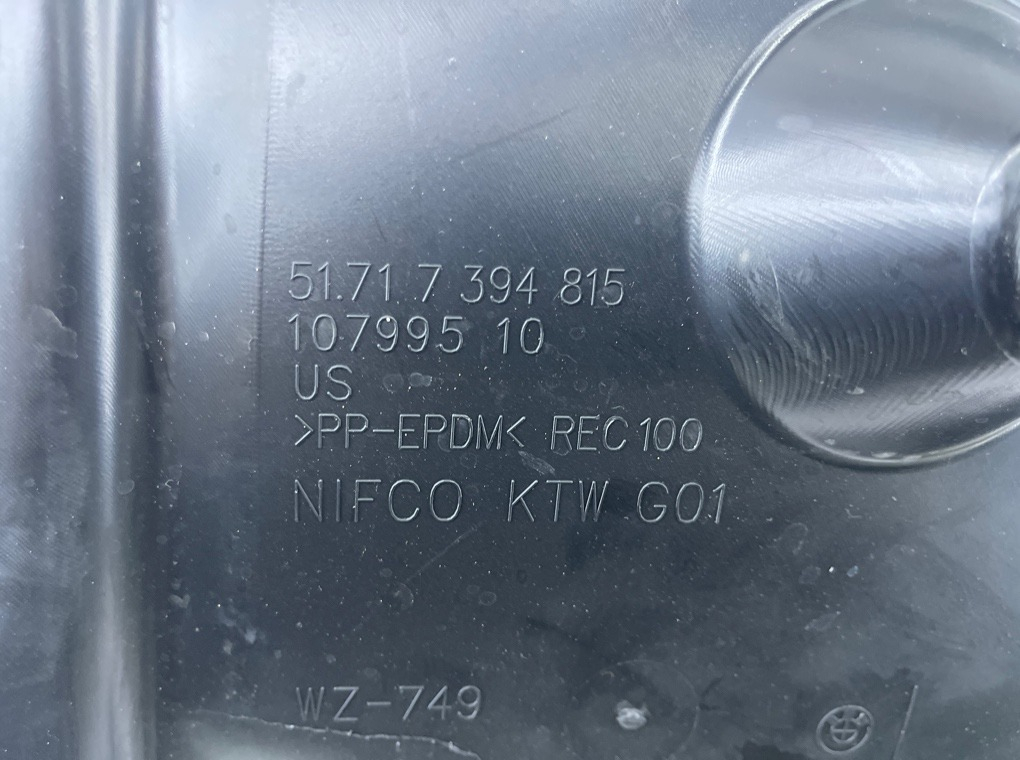 51.71 7 394 815
107995 10
US
>PP-EPDM< REC100
NIFCO KTW G01
WZ-749